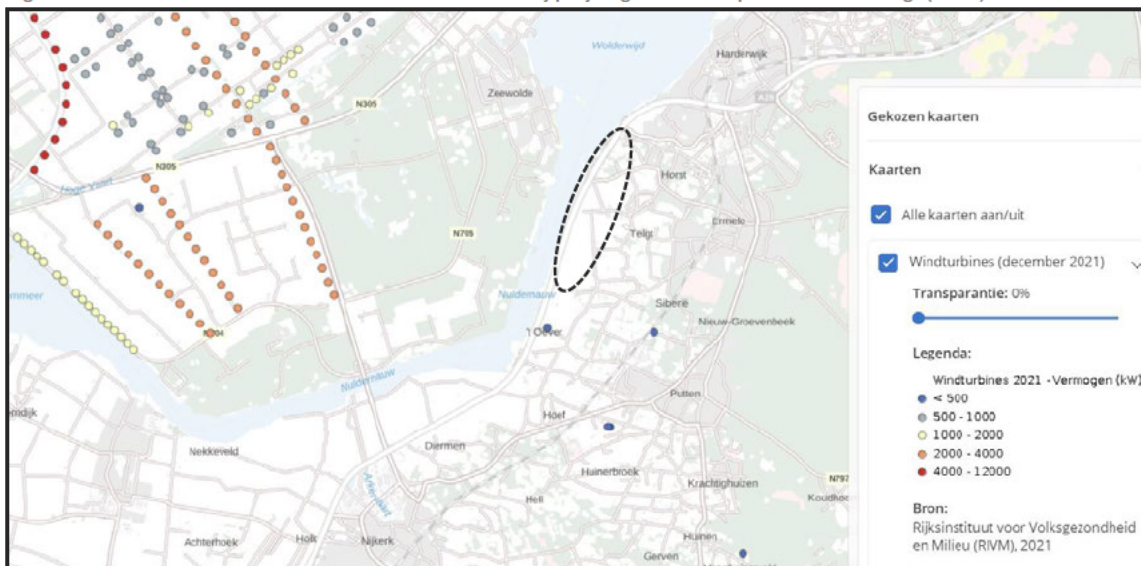 Wolderwijd
Harderwijk
Zeewolde
N305
N305
Hoge Vaart
Horst
Ermelo
Telgt
N705
Nuldernauw
't Oever
Nieuw-Groevenbeek
Nuldernauw
Putten
Hoef
Diermen
Nekkeveld
Huinerbroek
Krachtighuizen
N797
Hell
Arkervaart
Achterhoek
Holk
Nijkerk
Huinen
Gerven
Gekozen kaarten
Kaarten
Alle kaarten aan/uit
Windturbines (december 2021)
Transparantie: 0%
Legenda:
Windturbines 2021 - Vermogen (kW)
< 500
500 - 1000
1000 - 2000
2000 - 4000
4000 - 12000
Bron:
Rijksinstituut voor Volksgezondheid
en Milieu (RIVM), 2021